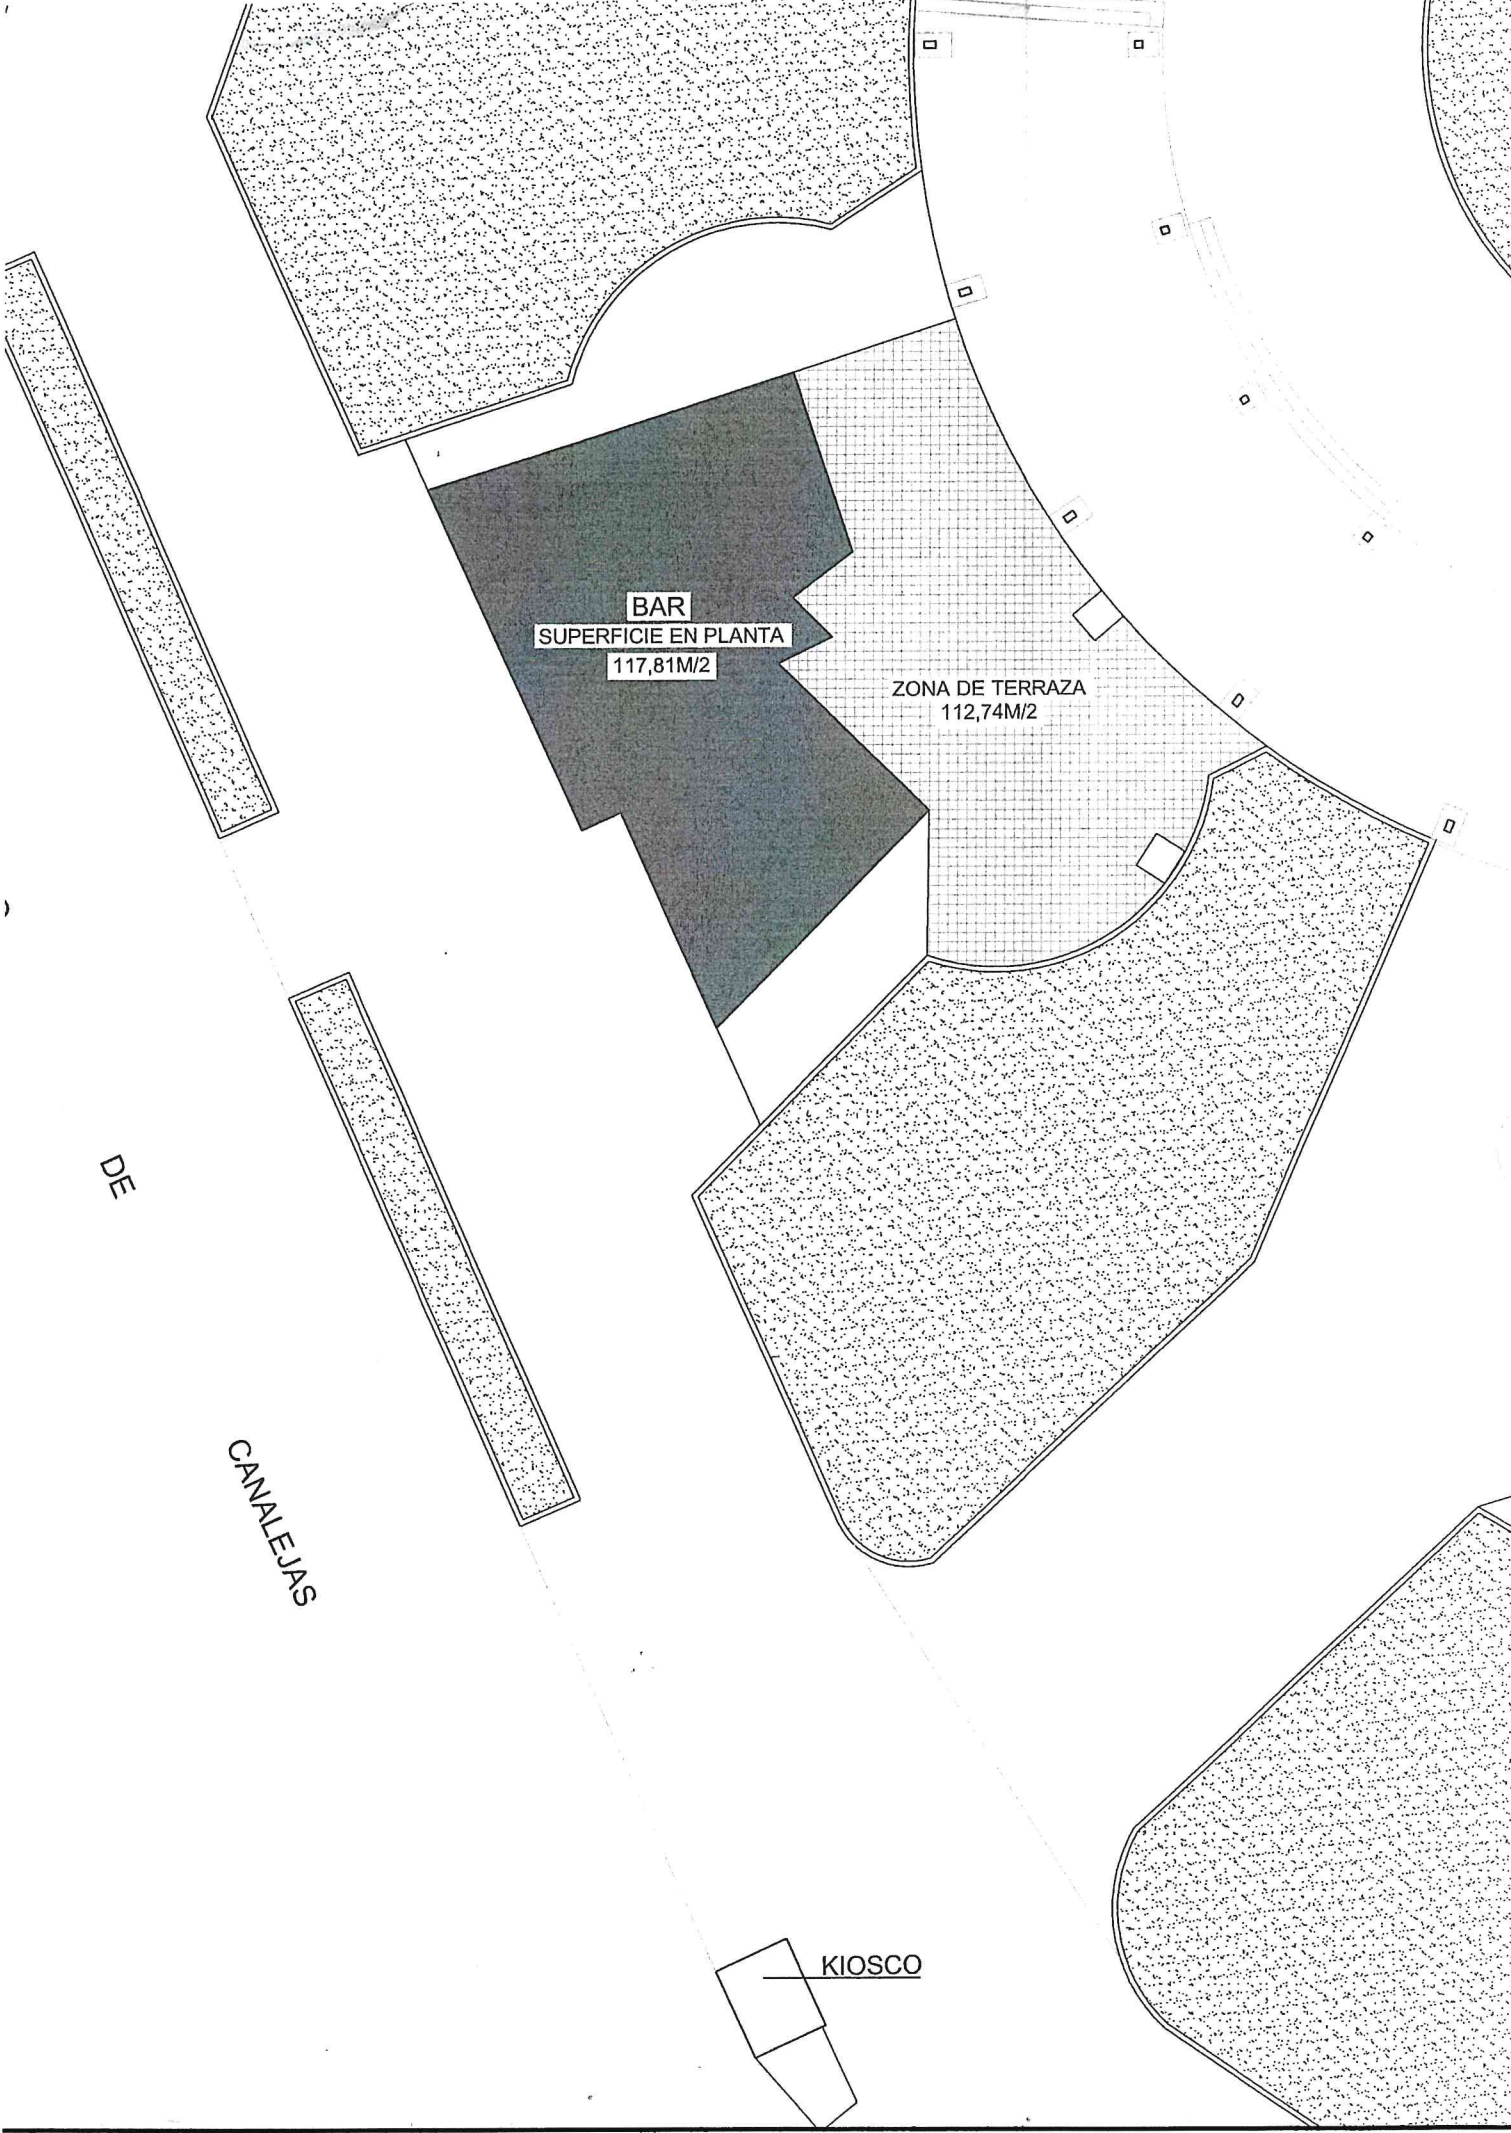 BAR
SUPERFICIE EN PLANTA
117,81M/2
ZONA DE TERRAZA
112,74M/2
DE
CANALEJAS
KIOSCO